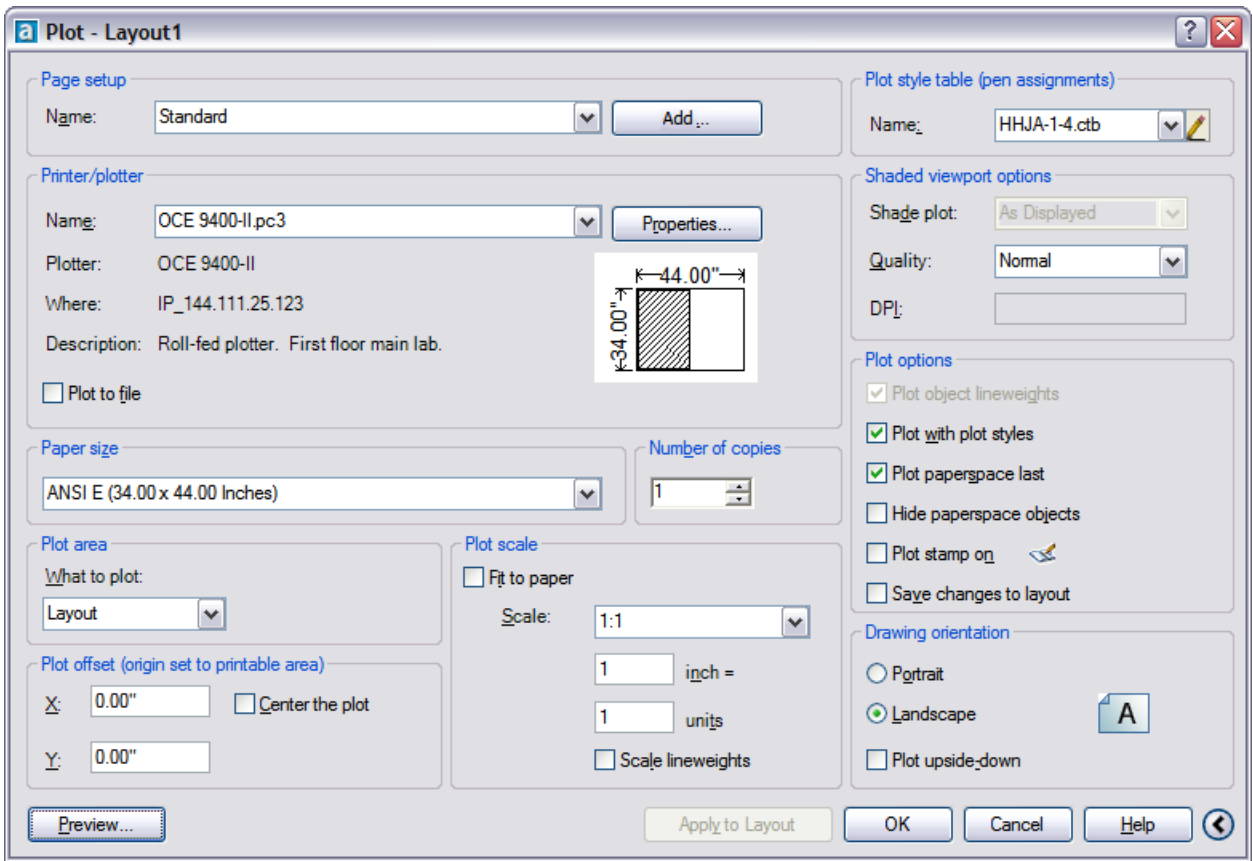 a Plot - Layout1
?
Page setup
Name: Standard Add...
Plot style table (pen assignments)
Name: HHJA-1-4.ctb
Printer/plotter
Name: OCE 9400-II.pc3 Properties...
Plotter: OCE 9400-II
Where: IP_144.111.25.123
Description: Roll-fed plotter. First floor main lab.
Plot to file
44.00"
34.00"
Shaded viewport options
Shade plot: As Displayed
Quality: Normal
DPI:
Paper size
ANSI E (34.00 x 44.00 Inches)
Number of copies
1
Plot options
Plot object lineweights
Plot with plot styles
Plot paperspace last
Hide paperspace objects
Plot stamp on
Save changes to layout
Plot area
What to plot:
Layout
Plot scale
Fit to paper
Scale: 1:1
1 inch =
1 units
Scale lineweights
Plot offset (origin set to printable area)
X: 0.00" Center the plot
Y: 0.00"
Drawing orientation
Portrait
Landscape
A
Plot upside-down
Preview... Apply to Layout OK Cancel Help